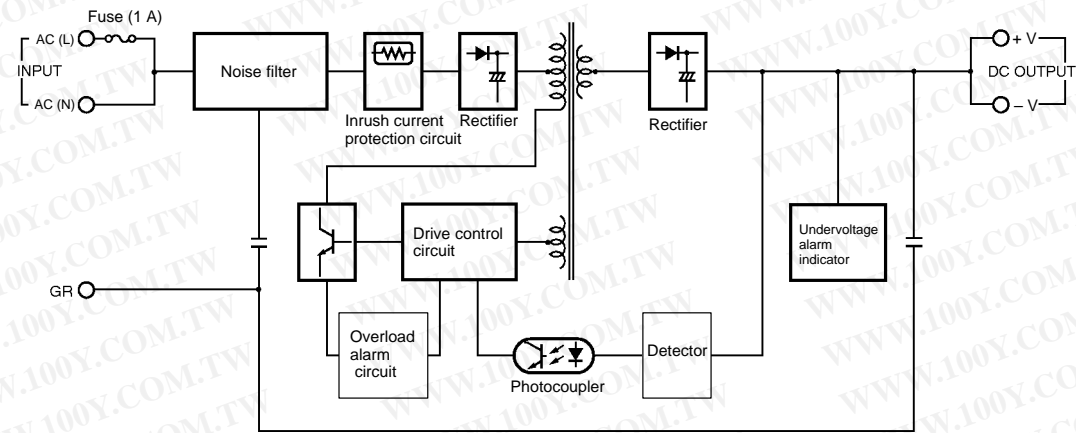 Fuse (1 A)
AC (L)
INPUT
AC (N)
Noise filter
Inrush current
protection circuit
Rectifier
Rectifier
+ V
DC OUTPUT
– V
Drive control
circuit
Undervoltage
alarm
indicator
GR
Overload
alarm
circuit
Photocoupler
Detector
WWW.100Y.COM.TW